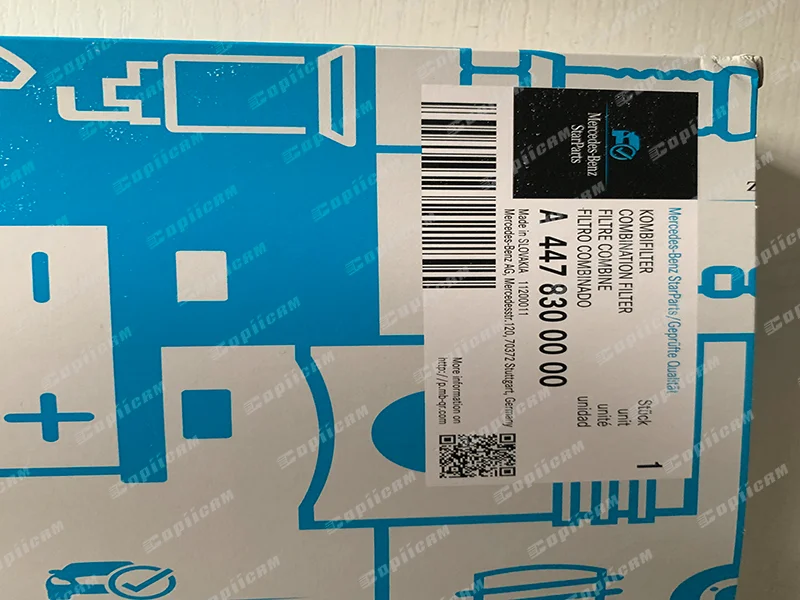 Mercedes-Benz
StarParts
Mercedes-Benz StarParts/Geprüfte Qualität
KOMBIFILTER
COMBINATION FILTER
FILTRE COMBINE
FILTRO COMBINADO
Stück
unit
unité
unidad
1
A 447 830 00 00
Made in SLOVAKIA 11200011
Mercedes-Benz AG, Mercedesstr.120, 70372 Stuttgart, Germany
More information on
http://p.mb-qr.com
N
CopiiCAM